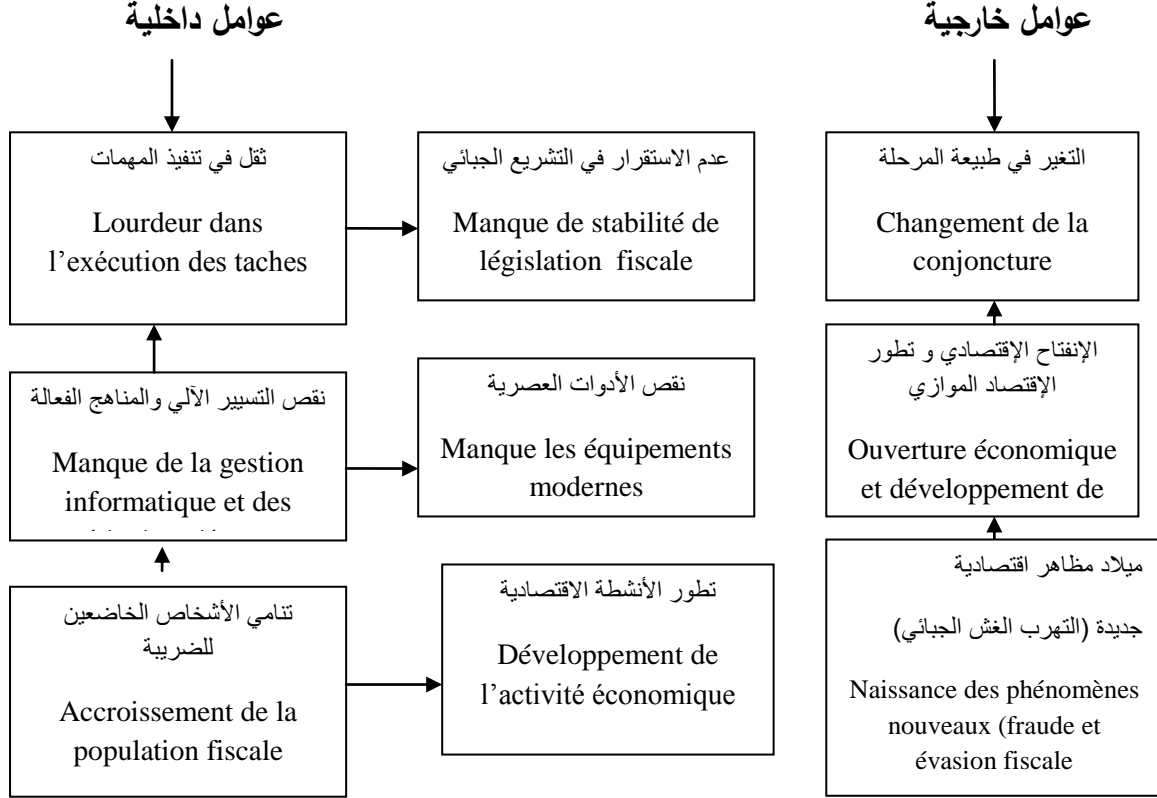 عوامل داخلية
عوامل خارجية
ثقل في تنفيذ المهمات
Lourdeur dans
l’exécution des taches
عدم الاستقرار في التشريع الجبائي
Manque de stabilité de
législation fiscale
التغير في طبيعة المرحلة
Changement de la
conjoncture
نقص التسيير الآلي والمناهج الفعالة
Manque de la gestion
informatique et des
نقص الأدوات العصرية
Manque les équipements
modernes
الإنفتاح الإقتصادي و تطور
الإقتصاد الموازي
Ouverture économique
et développement de
تنامي الأشخاص الخاضعين
للضريبة
Accroissement de la
population fiscale
تطور الأنشطة الاقتصادية
Développement de
l’activité économique
ميلاد مظاهر اقتصادية
جديدة (التهرب الغش الجبائي)
Naissance des phénomènes
nouveaux (fraude et
évasion fiscale